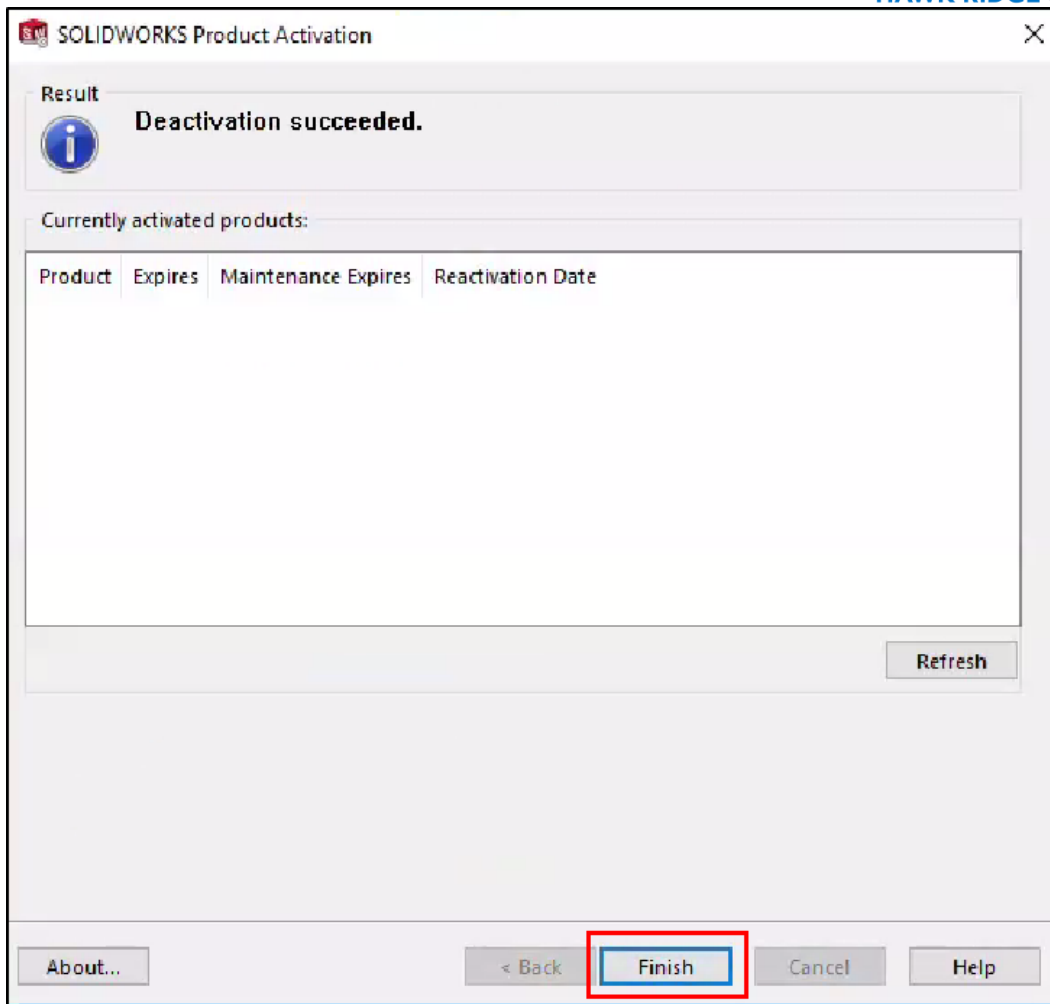 SOLIDWORKS Product Activation
Result
Deactivation succeeded.
Currently activated products:
Product Expires Maintenance Expires Reactivation Date
Refresh
About... < Back Finish Cancel Help